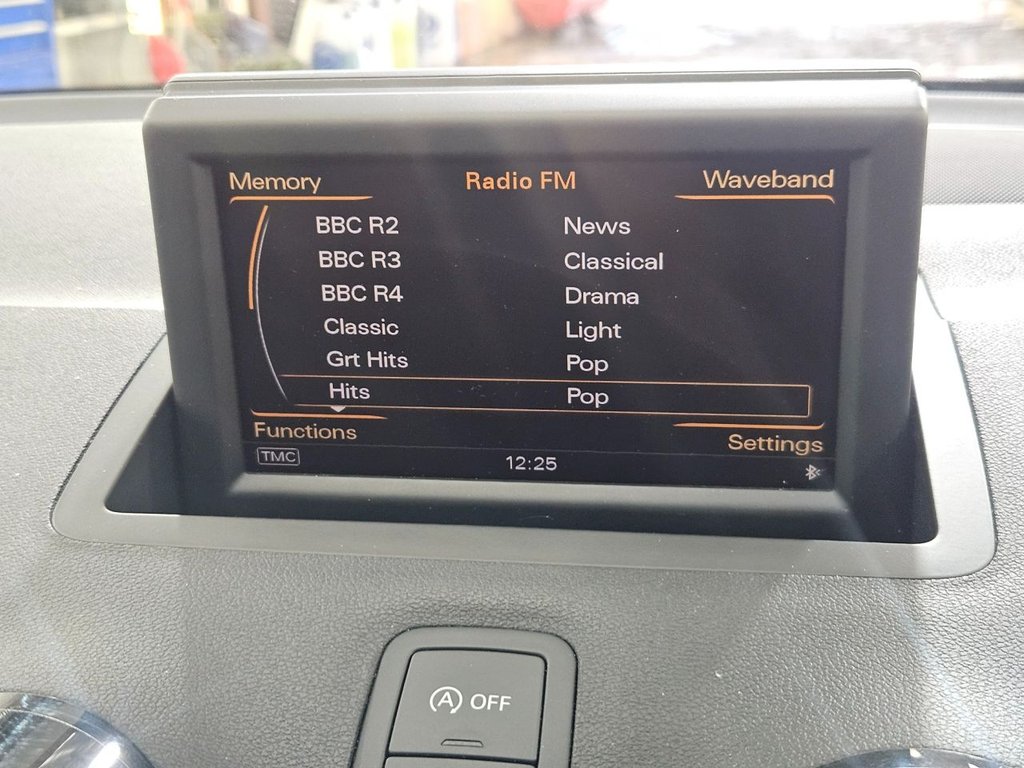 Memory Radio FM Waveband
BBC R2 News
BBC R3 Classical
BBC R4 Drama
Classic Light
Grt Hits Pop
Hits Pop
Functions Settings
TMC 12:25
A OFF